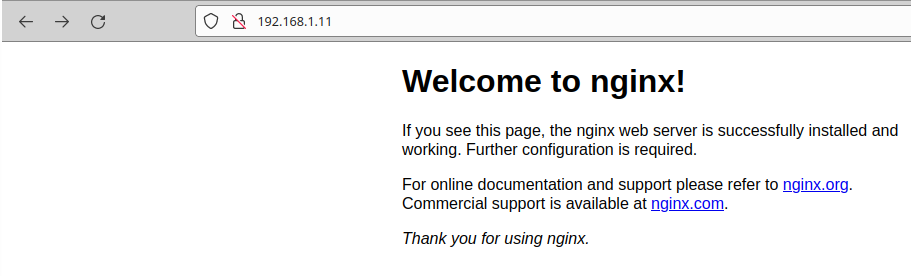 192.168.1.11
Welcome to nginx!
If you see this page, the nginx web server is successfully installed and
working. Further configuration is required.
For online documentation and support please refer to nginx.org.
Commercial support is available at nginx.com.
Thank you for using nginx.